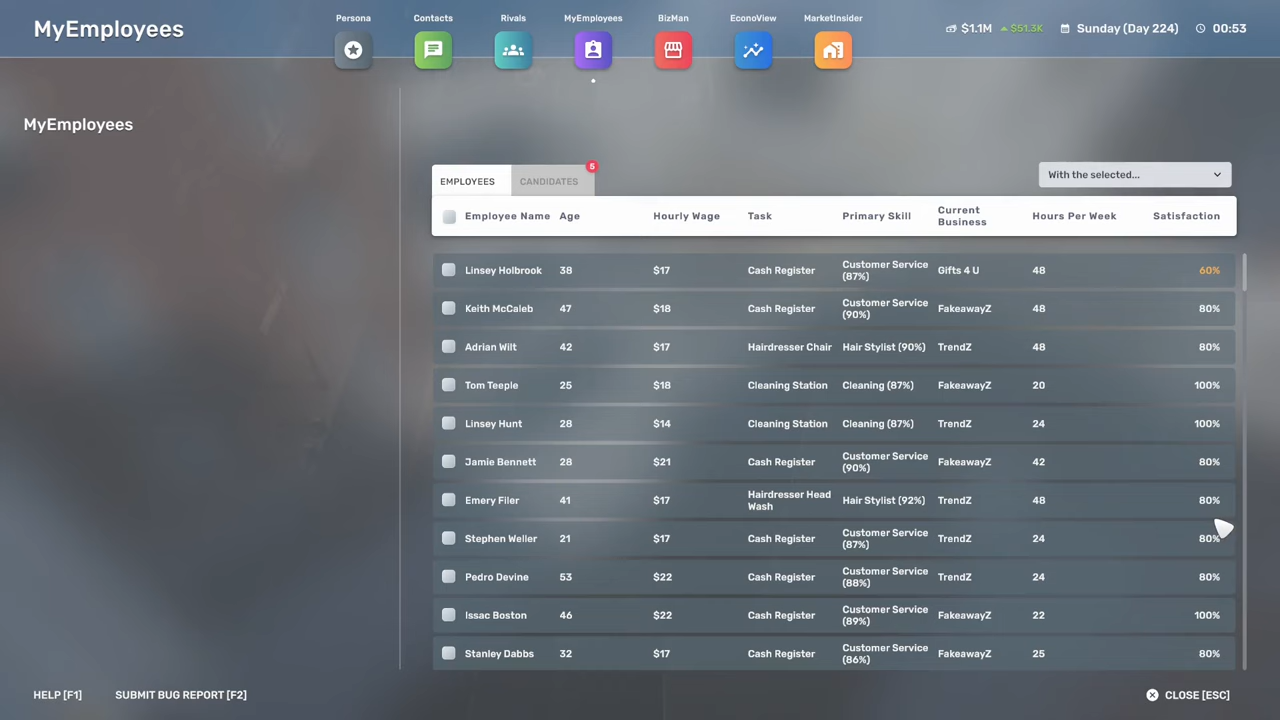 MyEmployees
Persona
Contacts
Rivals
MyEmployees
BizMan
EconoView
MarketInsider
$1.1M $51.3K
Sunday (Day 224)
00:53
MyEmployees
EMPLOYEES
CANDIDATES
5
With the selected...
Employee Name Age Hourly Wage Task Primary Skill Current Business Hours Per Week Satisfaction
Linsey Holbrook 38 $17 Cash Register Customer Service (87%) Gifts 4 U 48 60%
Keith McCaleb 47 $18 Cash Register Customer Service (90%) FakeawayZ 48 80%
Adrian Wilt 42 $17 Hairdresser Chair Hair Stylist (90%) TrendZ 48 80%
Tom Teeple 25 $18 Cleaning Station Cleaning (87%) FakeawayZ 20 100%
Linsey Hunt 28 $14 Cleaning Station Cleaning (87%) TrendZ 24 100%
Jamie Bennett 28 $21 Cash Register Customer Service (90%) FakeawayZ 42 80%
Emery Filer 41 $17 Hairdresser Head Wash Hair Stylist (92%) TrendZ 48 80%
Stephen Weller 21 $17 Cash Register Customer Service (87%) TrendZ 24 80%
Pedro Devine 53 $22 Cash Register Customer Service (88%) TrendZ 24 80%
Issac Boston 46 $22 Cash Register Customer Service (89%) FakeawayZ 22 100%
Stanley Dabbs 32 $17 Cash Register Customer Service (86%) FakeawayZ 25 80%
HELP [F1]
SUBMIT BUG REPORT [F2]
CLOSE [ESC]